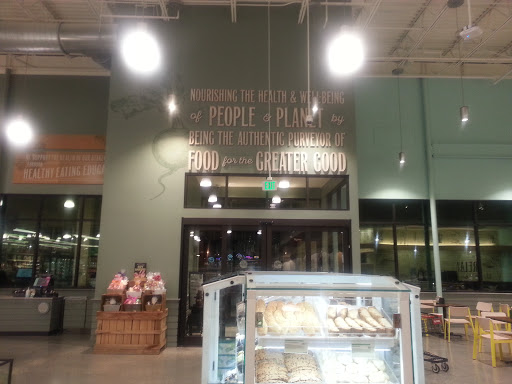 NOURISHING THE HEALTH & WELL-BEING
of PEOPLE & PLANET by
BEING THE AUTHENTIC PURVEYOR OF
FOOD for the GREATER GOOD
HEALTHY EATING EDUCA